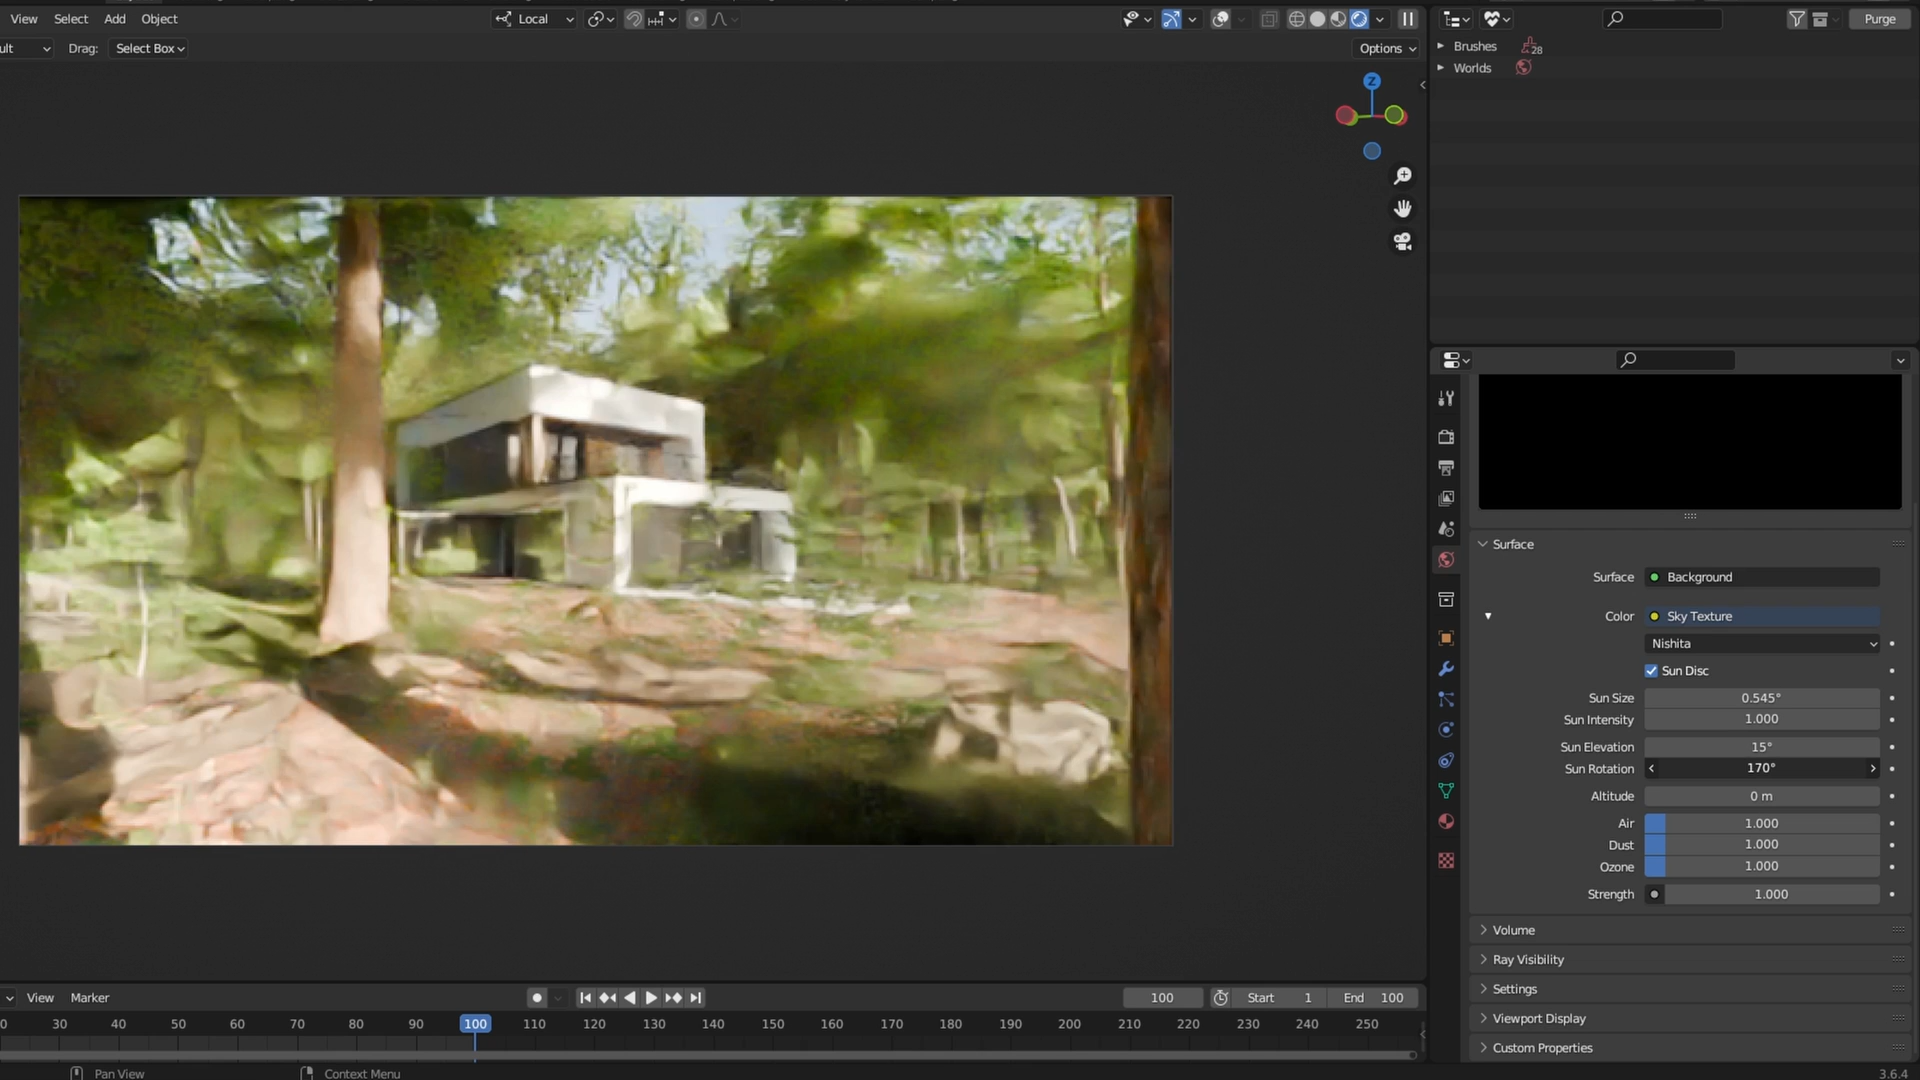 View Select Add Object Local
Purge
ult Drag: Select Box Options
Brushes 28
Worlds
Z
Surface
Surface Background
Color Sky Texture
Nishita
Sun Disc
Sun Size 0.545°
Sun Intensity 1.000
Sun Elevation 15°
Sun Rotation 170°
Altitude 0 m
Air 1.000
Dust 1.000
Ozone 1.000
Strength 1.000
Volume
Ray Visibility
Settings
Viewport Display
Custom Properties
View Marker 100 Start 1 End 100
0 30 40 50 60 70 80 90 100 110 120 130 140 150 160 170 180 190 200 210 220 230 240 250
Pan View Context Menu 3.6.4